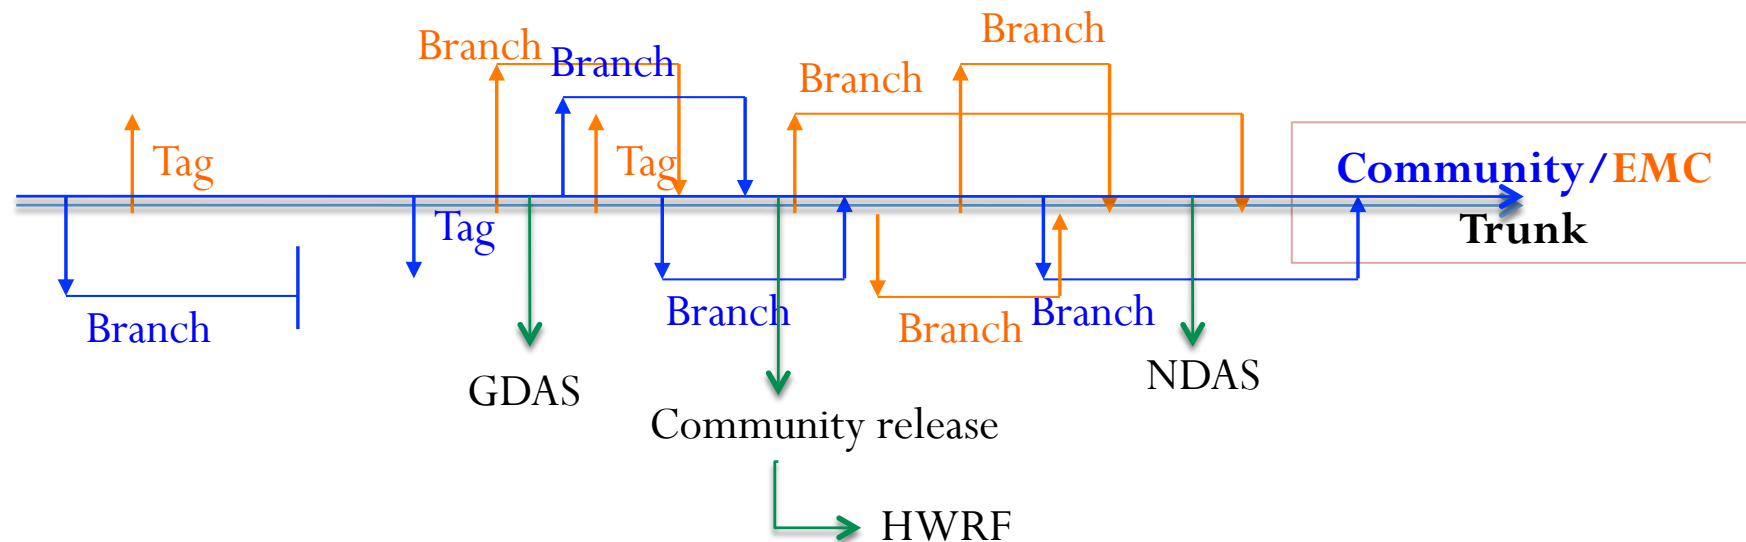 Branch
Branch
Branch
Branch
Tag
Tag
Community/EMC
Tag
Trunk
Branch
Branch
Branch
Branch
GDAS
NDAS
Community release
HWRF